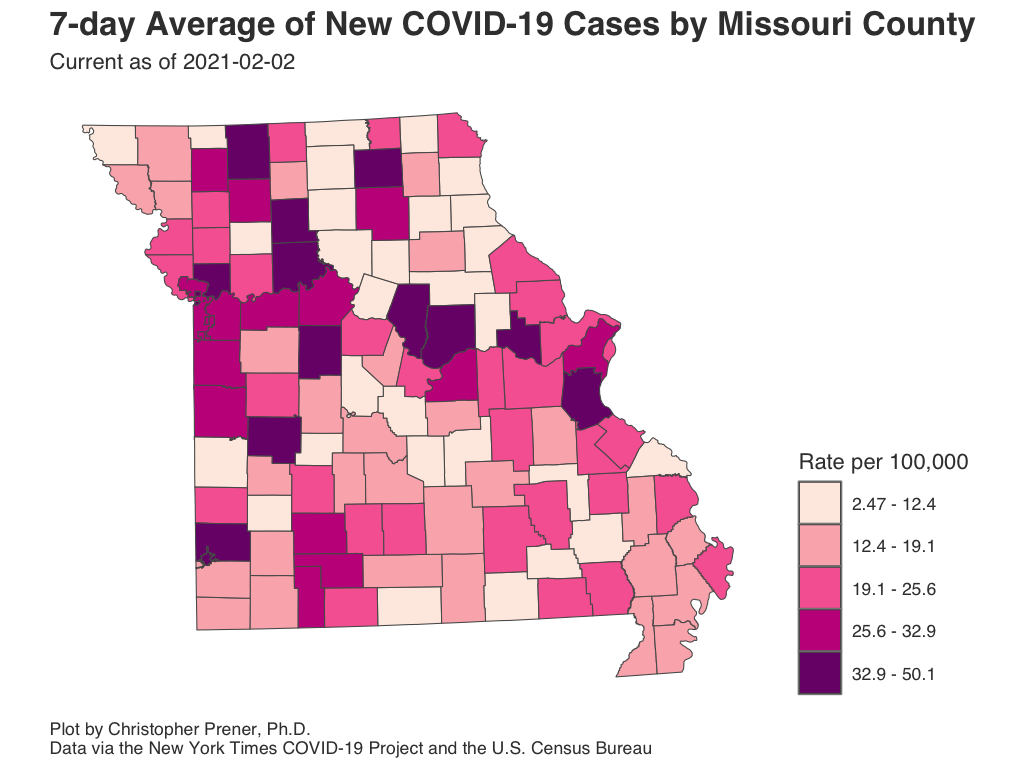 7-day Average of New COVID-19 Cases by Missouri County
Current as of 2021-02-02
Rate per 100,000
2.47 - 12.4
12.4 - 19.1
19.1 - 25.6
25.6 - 32.9
32.9 - 50.1
Plot by Christopher Prener, Ph.D.
Data via the New York Times COVID-19 Project and the U.S. Census Bureau